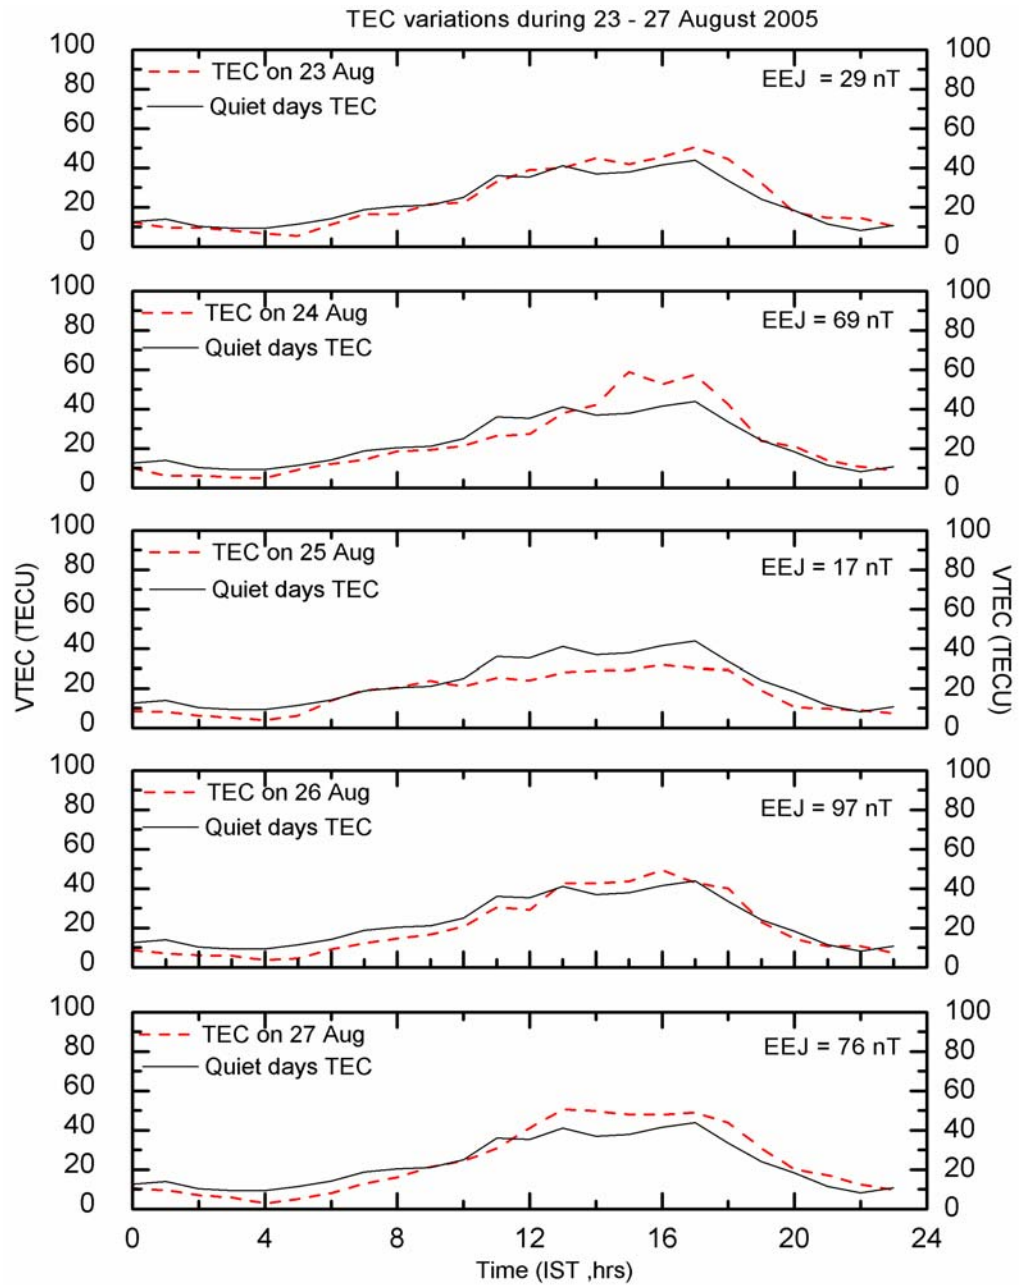 TEC variations during 23 - 27 August 2005
100 100
TEC on 23 Aug EEJ = 29 nT
80 80
Quiet days TEC
60 60
40 40
20 20
0 0
100 100
TEC on 24 Aug EEJ = 69 nT
80 80
Quiet days TEC
60 60
40 40
20 20
0 0
100 100
TEC on 25 Aug EEJ = 17 nT
80 80
Quiet days TEC
60 60
40 40
20 20
0 0
VTEC (TECU)
VTEC (TECU)
100 100
TEC on 26 Aug EEJ = 97 nT
80 80
Quiet days TEC
60 60
40 40
20 20
0 0
100 100
TEC on 27 Aug EEJ = 76 nT
80 80
Quiet days TEC
60 60
40 40
20 20
0 0
0 4 8 12 16 20 24
Time (IST ,hrs)